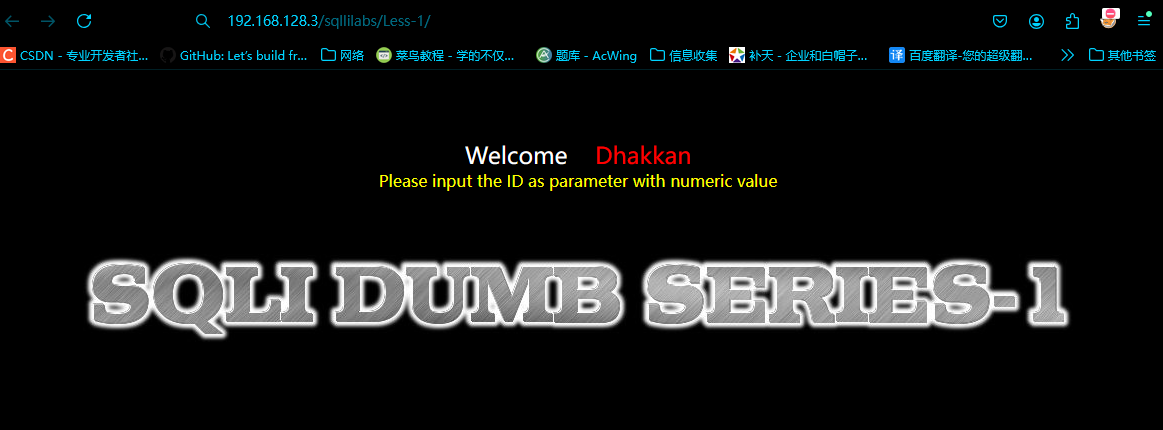 192.168.128.3/sqllilabs/Less-1/
CSDN - 专业开发者社... GitHub: Let's build fr... 网络 菜鸟教程 - 学的不仅... 题库 - AcWing 信息收集 补天 - 企业和白帽子... 百度翻译-您的超级翻... 其他书签
Welcome Dhakkan
Please input the ID as parameter with numeric value
SQLI DUMB SERIES-1